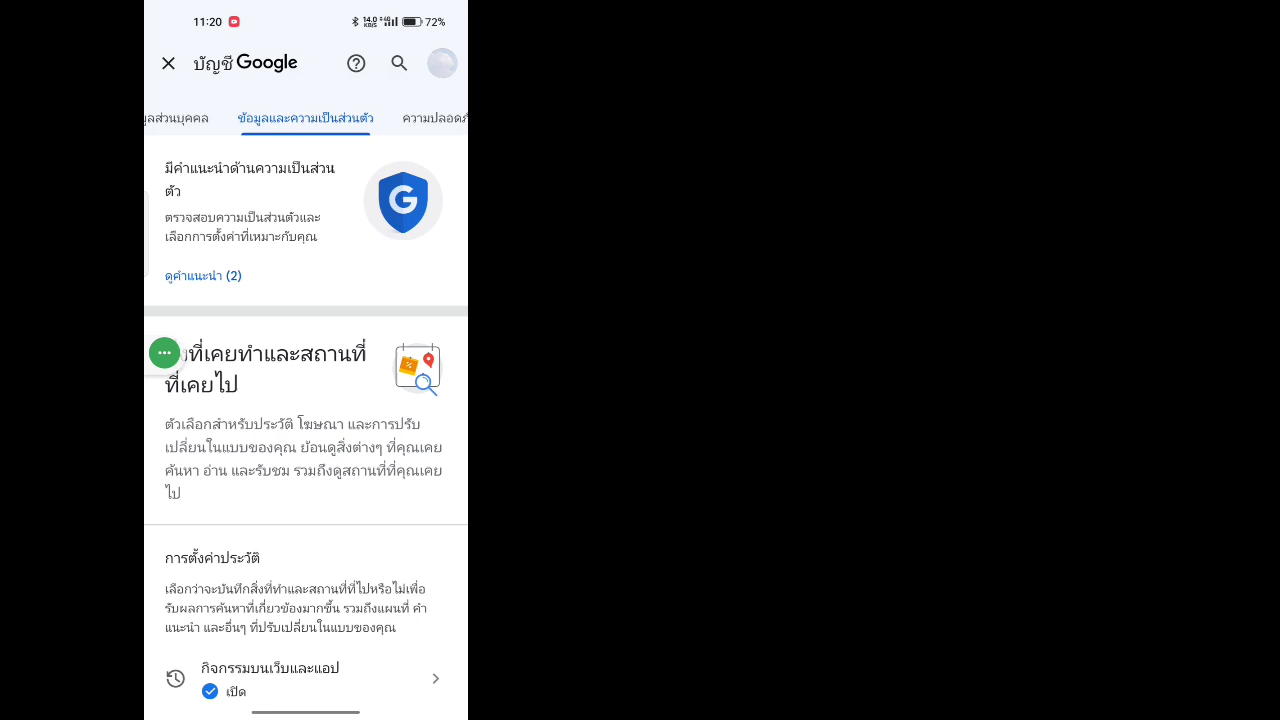 11:20
14.0 KB/S
72%
บัญชี Google
ข้อมูลและความเป็นส่วนตัว
มีคำแนะนำด้านความเป็นส่วน
ตัว
ตรวจสอบความเป็นส่วนตัวและ
เลือกการตั้งค่าที่เหมาะกับคุณ
ดูคำแนะนำ (2)
ที่เคยทำและสถานที่
ที่เคยไป
ตัวเลือกสำหรับประวัติ โฆษณา และการปรับ
เปลี่ยนในแบบของคุณ ย้อนดูสิ่งต่างๆ ที่คุณเคย
ค้นหา อ่าน และรับชม รวมถึงดูสถานที่ที่คุณเคย
ไป
การตั้งค่าประวัติ
เลือกว่าจะบันทึกสิ่งที่ทำและสถานที่ที่ไปหรือไม่เพื่อ
รับผลการค้นหาที่เกี่ยวข้องมากขึ้น รวมถึงแผนที่ คำ
แนะนำ และอื่นๆ ที่ปรับเปลี่ยนในแบบของคุณ
กิจกรรมบนเว็บและแอป
เปิด